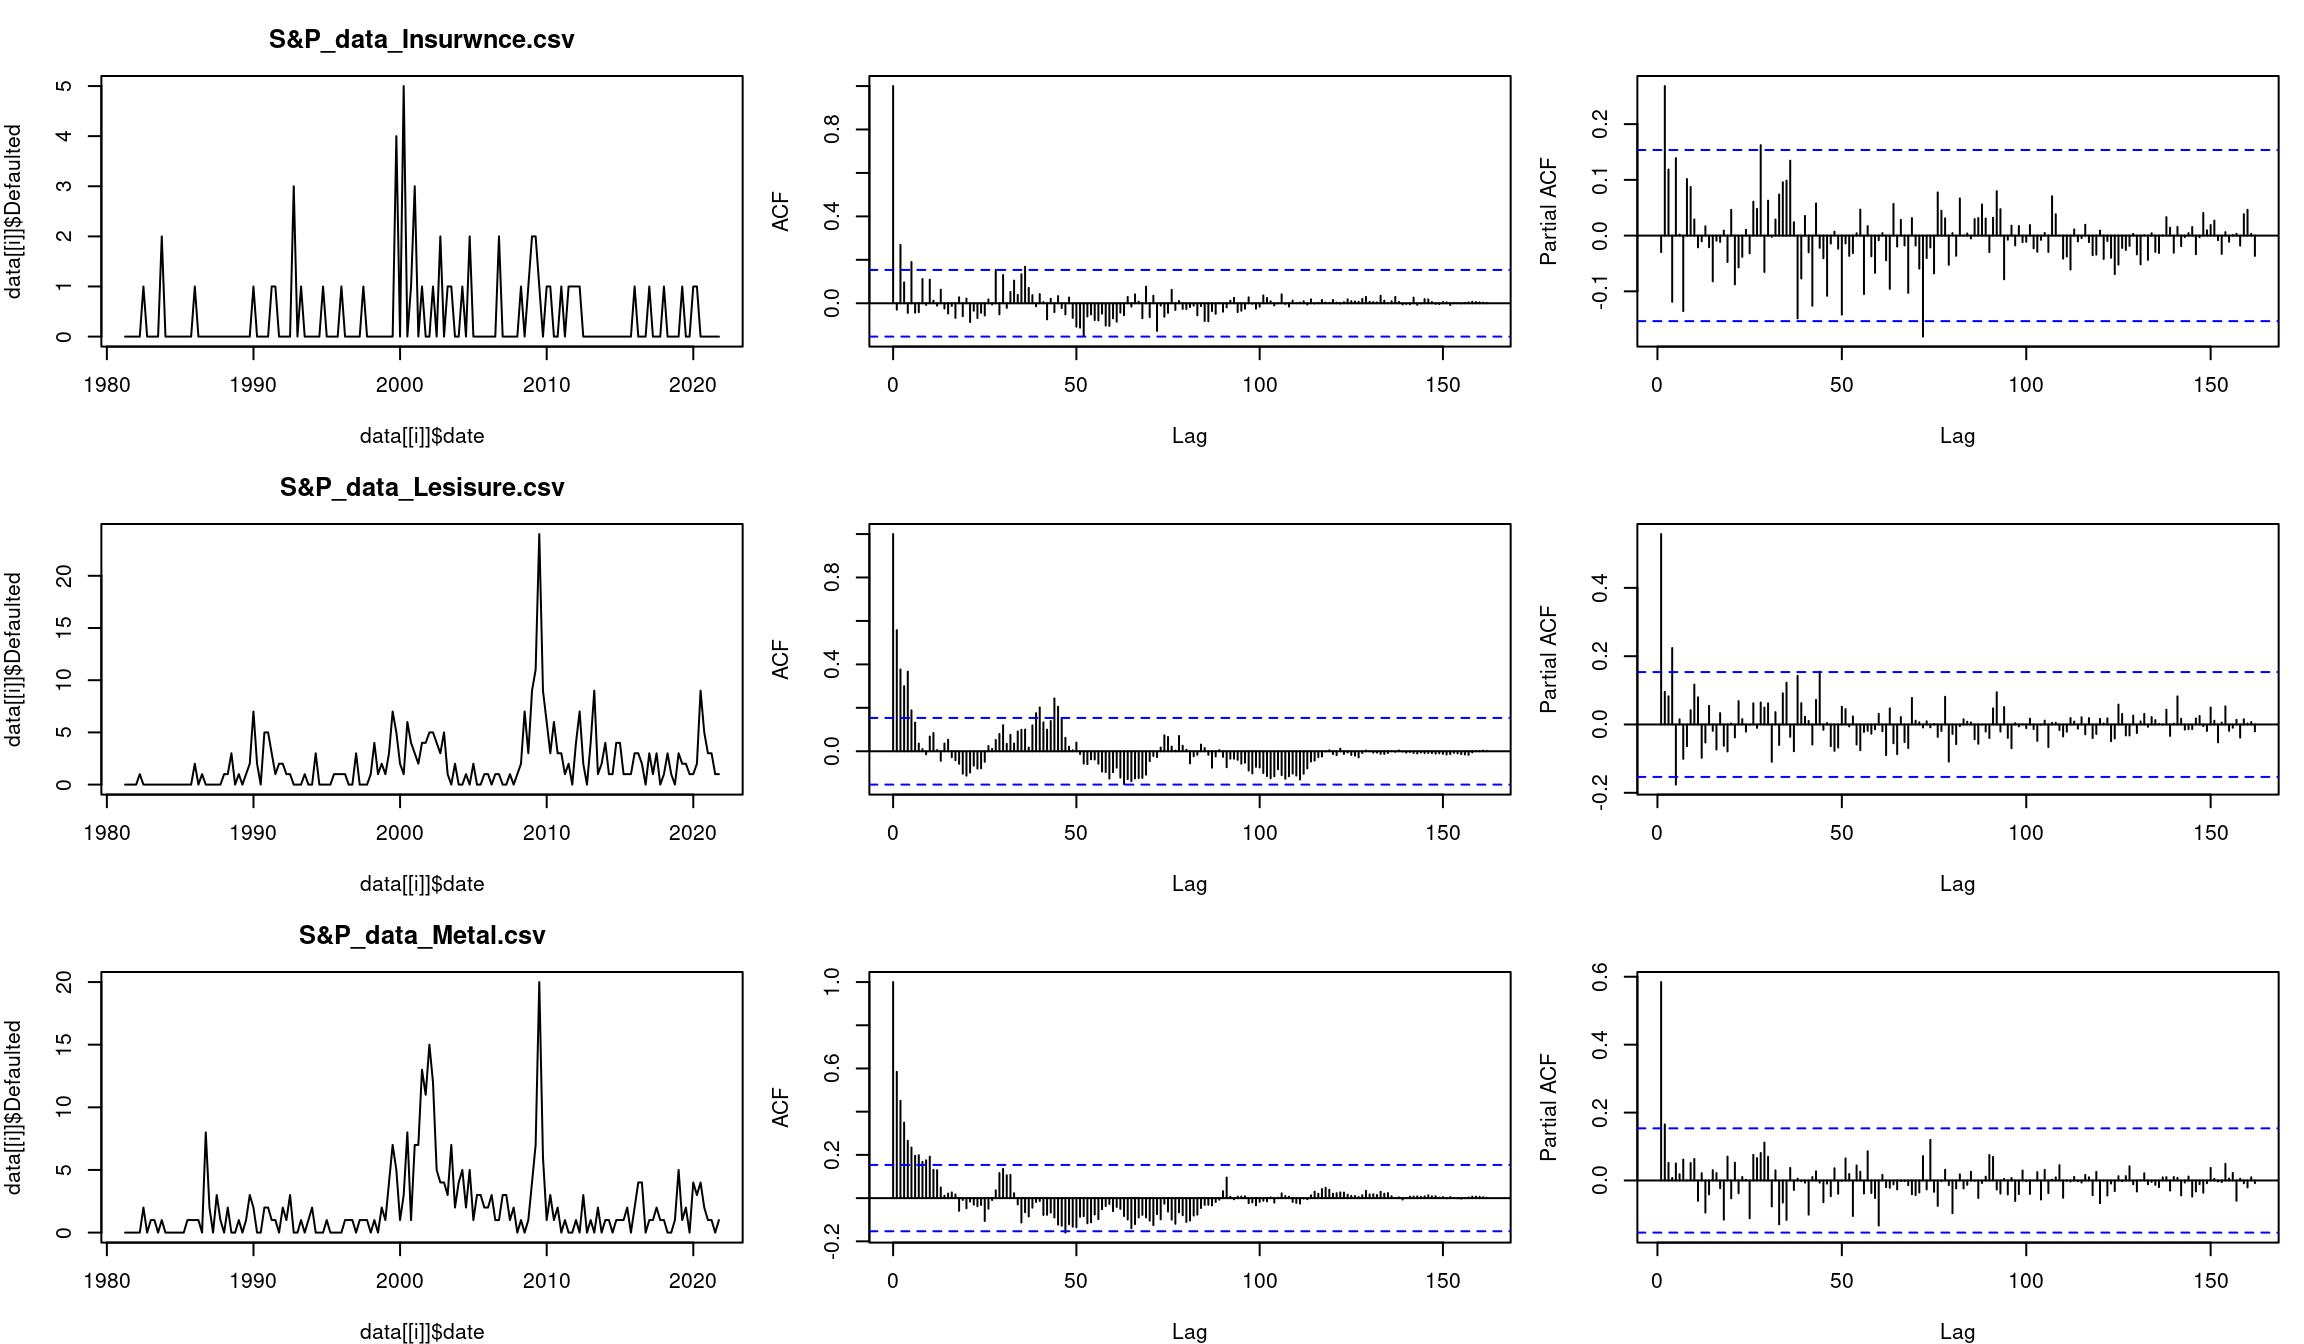 S&P_data_Insurwnce.csv
data[[i]]$Defaulted
0 1 2 3 4 5
1980 1990 2000 2010 2020
data[[i]]$date
ACF
0.0 0.4 0.8
0 50 100 150
Lag
Partial ACF
-0.1 0.0 0.1 0.2
0 50 100 150
Lag
S&P_data_Lesisure.csv
data[[i]]$Defaulted
0 5 10 15 20
1980 1990 2000 2010 2020
data[[i]]$date
ACF
0.0 0.4 0.8
0 50 100 150
Lag
Partial ACF
-0.2 0.0 0.2 0.4
0 50 100 150
Lag
S&P_data_Metal.csv
data[[i]]$Defaulted
0 5 10 15 20
1980 1990 2000 2010 2020
data[[i]]$date
ACF
-0.2 0.2 0.6 1.0
0 50 100 150
Lag
Partial ACF
0.0 0.2 0.4 0.6
0 50 100 150
Lag